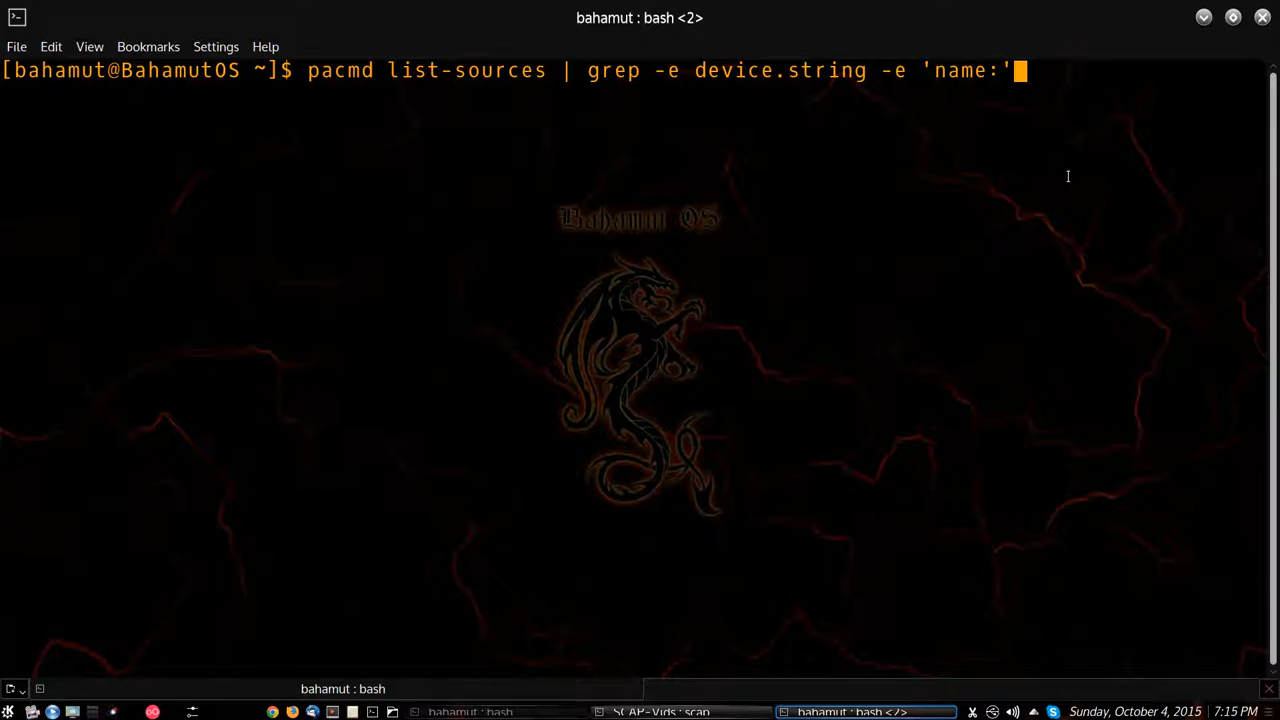 bahamut : bash <2>
File Edit View Bookmarks Settings Help
[bahamut@BahamutOS ~]$ pacmd list-sources | grep -e device.string -e 'name:'
Bahamut OS
bahamut : bash
bahamut : bash SCAP-Vids : scap bahamut : bash <2> Sunday, October 4, 2015 7:15 PM